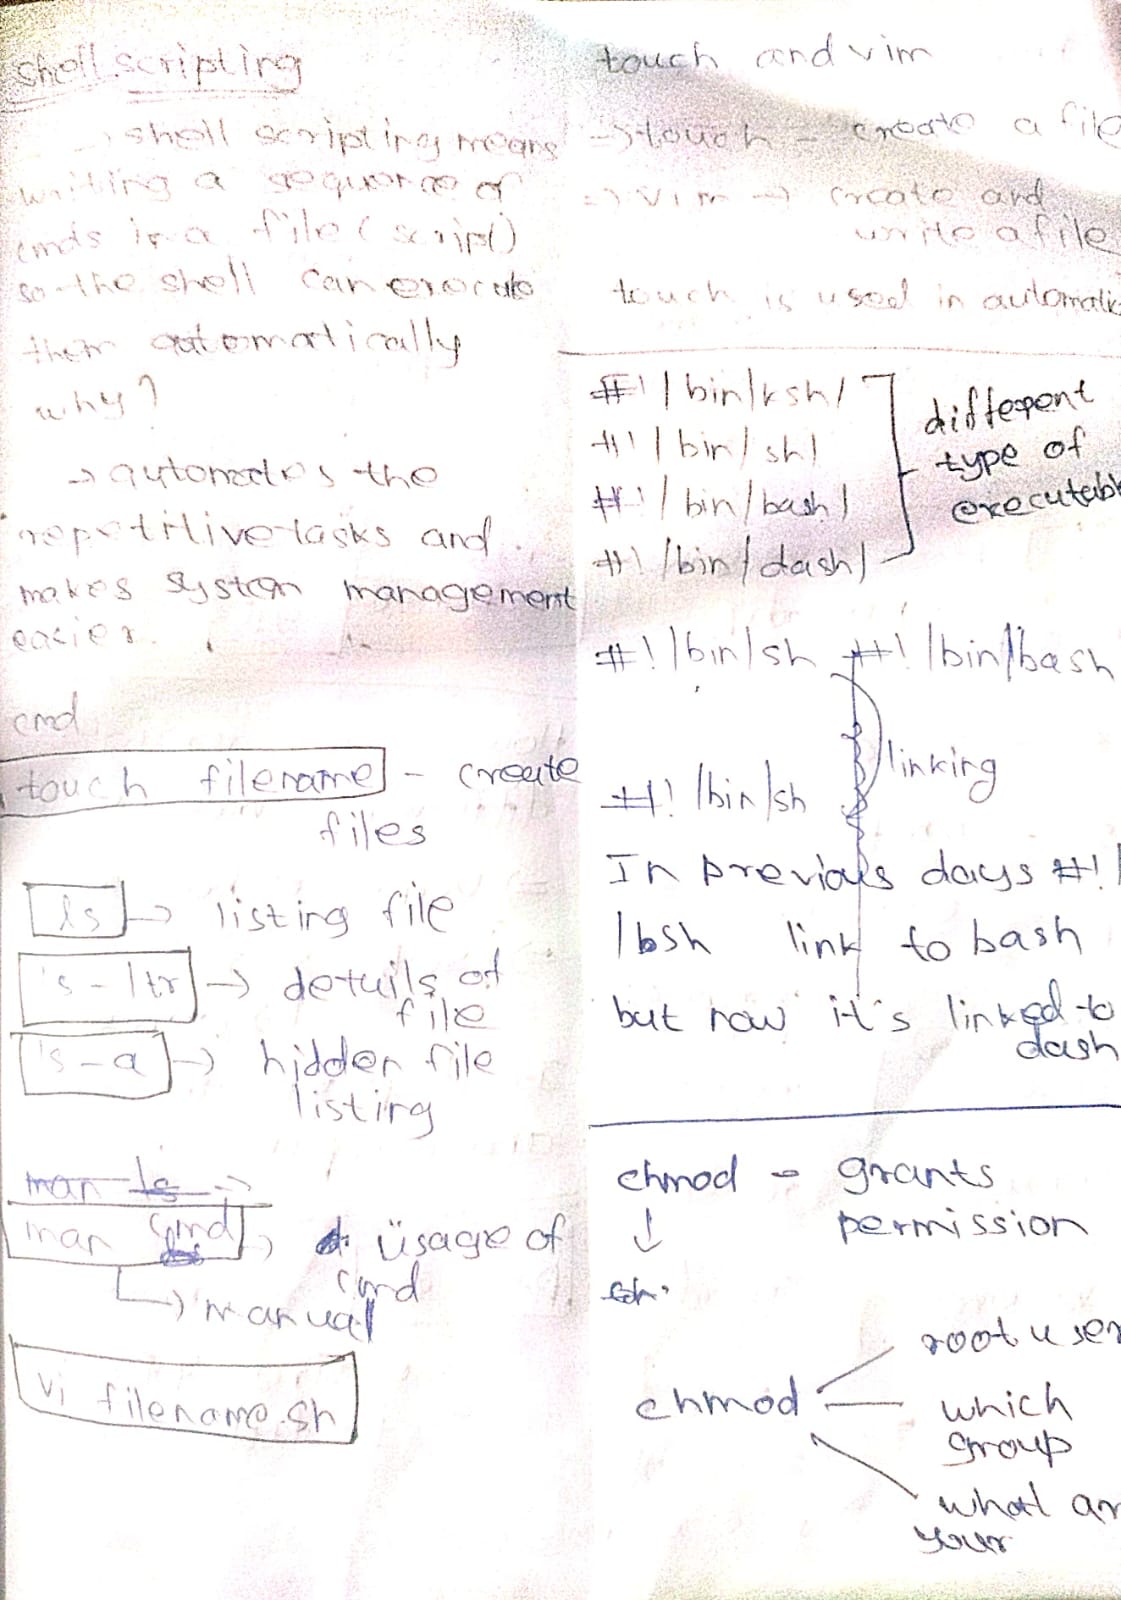 shell scripting
→ shell scripting means
writing a sequence of
cmds in a file (script)
so the shell can execute
them automatically
why?
→ automates the
repetitive tasks and
makes system management
easier.
cmd
touch filename - create
files
ls → listing file
ls -ltr → details of
file
ls -a → hidden file
listing
man ls →
man cmd → usage of
cmd
→ manual
vi filename.sh
touch and vim
→ touch - create a file
→ vim → create and
write a file
touch is used in
#! /bin/ksh/
#! /bin/sh/
#! /bin/bash/
#! /bin/dash/
different
type of
#! /bin/sh #! /bin/bash
linking
#! /bin/sh
In previous days #! /
/bsh link to bash
but now it's linked to
dash
chmod - grants
permission
↓
chmod
root user
which
group
what
your